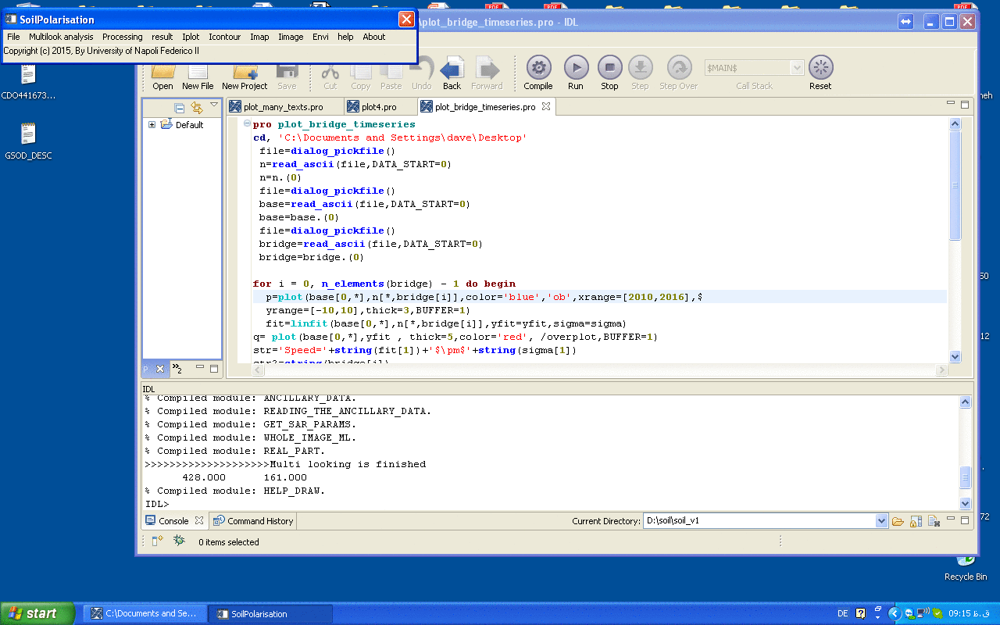 SoilPolarisation
File Multilook analysis Processing result Iplot Icontour Imap Image Envi help About
Copyright (c) 2015, By University of Napoli Federico II
\plot_bridge_timeseries.pro - IDL
Open New File New Project Save Cut Copy Paste Undo Back Forward Compile Run Stop Step Step Over Call Stack Reset
$MAIN$
CDO441673...
GSOD_DESC
Default
plot_many_texts.pro plot4.pro plot_bridge_timeseries.pro
pro plot_bridge_timeseries
cd, 'C:\Documents and Settings\dave\Desktop'
file=dialog_pickfile()
n=read_ascii(file,DATA_START=0)
n=n.(0)
file=dialog_pickfile()
base=read_ascii(file,DATA_START=0)
base=base.(0)
file=dialog_pickfile()
bridge=read_ascii(file,DATA_START=0)
bridge=bridge.(0)
for i = 0, n_elements(bridge) - 1 do begin
p=plot(base[0,*],n[*,bridge[i]],color='blue','ob',xrange=[2010,2016],$
yrange=[-10,10],thick=3,BUFFER=1)
fit=linfit(base[0,*],n[*,bridge[i]],yfit=yfit,sigma=sigma)
q= plot(base[0,*],yfit , thick=5,color='red', /overplot,BUFFER=1)
str='Speed='+string(fit[1])+'$\pm$'+string(sigma[1])
str2=string(bridge[i])
P
2
IDL
% Compiled module: ANCILLARY_DATA.
% Compiled module: READING_THE_ANCILLARY_DATA.
% Compiled module: GET_SAR_PARAMS.
% Compiled module: WHOLE_IMAGE_ML.
% Compiled module: REAL_PART.
>>>>>>>>>>>>>>>>>>>>Multi looking is finished
428.000 161.000
% Compiled module: HELP_DRAW.
IDL>
Console Command History Current Directory: D:\soil\soil_v1
0 items selected
neh
50
12
72
Recycle Bin
start C:\Documents and Se... SoilPolarisation DE 09:15 ق.ظ